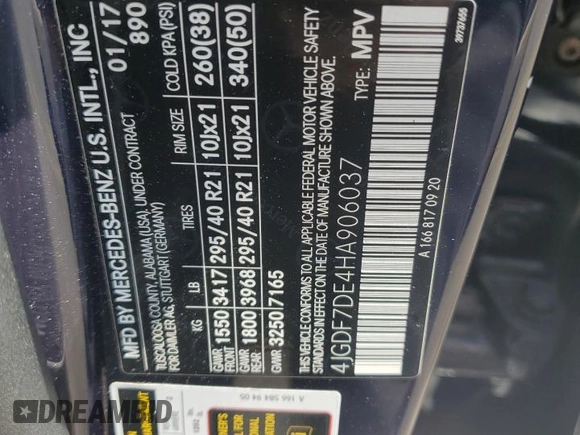 MFD BY MERCEDES-BENZ U.S. INTL., INC 01/17
TUSCALOOSA COUNTY, ALABAMA (USA), UNDER CONTRACT 890
FOR DAIMLER AG, STUTTGART (GERMANY)
KG LB TIRES RIM SIZE COLD KPA (PSI)
GAWR FRONT 1550 3417 295/40 R21 10Jx21 260(38)
GAWR REAR 1800 3968 295/40 R21 10Jx21 340(50)
GVWR 3250 7165
THIS VEHICLE CONFORMS TO ALL APPLICABLE FEDERAL MOTOR VEHICLE SAFETY
STANDARDS IN EFFECT ON THE DATE OF MANUFACTURE SHOWN ABOVE.
4JGDF7DE4HA906037 TYPE: MPV
A 166 817 09 20
39737655
A 166 584 94 05
AUTOBIDMASTER